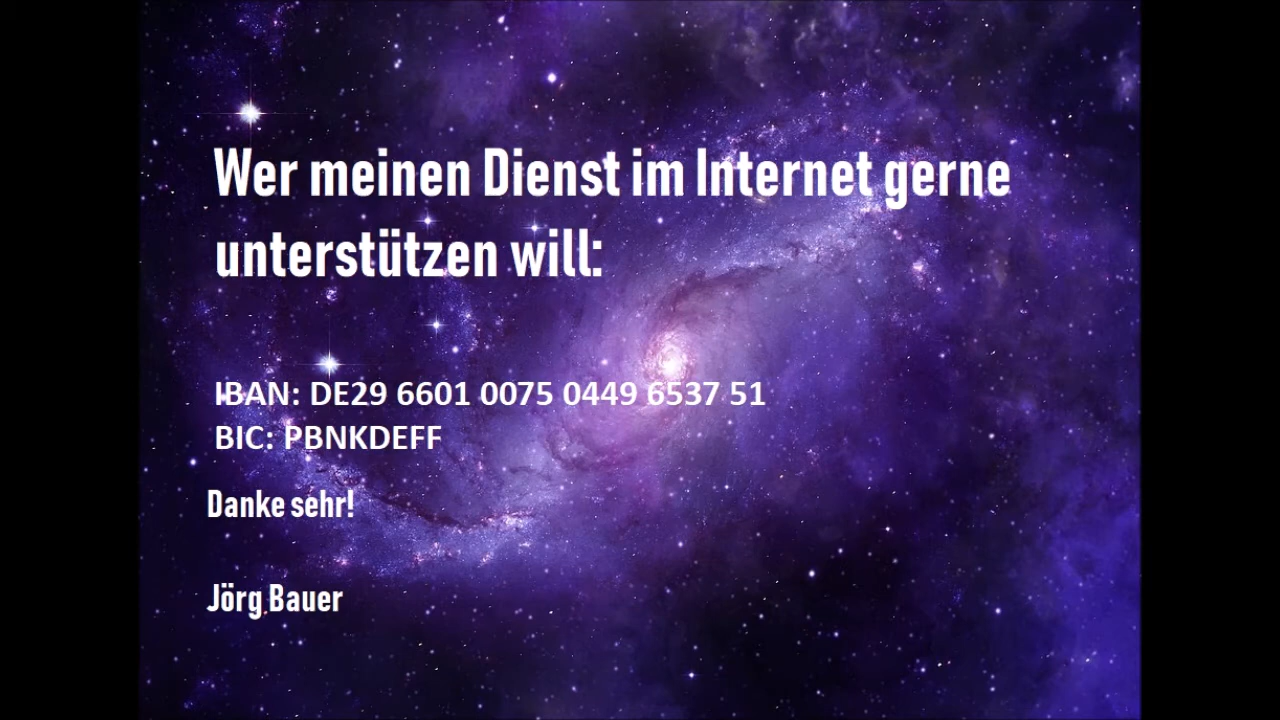 Wer meinen Dienst im Internet gerne
unterstützen will:
IBAN: DE29 6601 0075 0449 6537 51
BIC: PBNKDEFF
Danke sehr!
Jörg Bauer